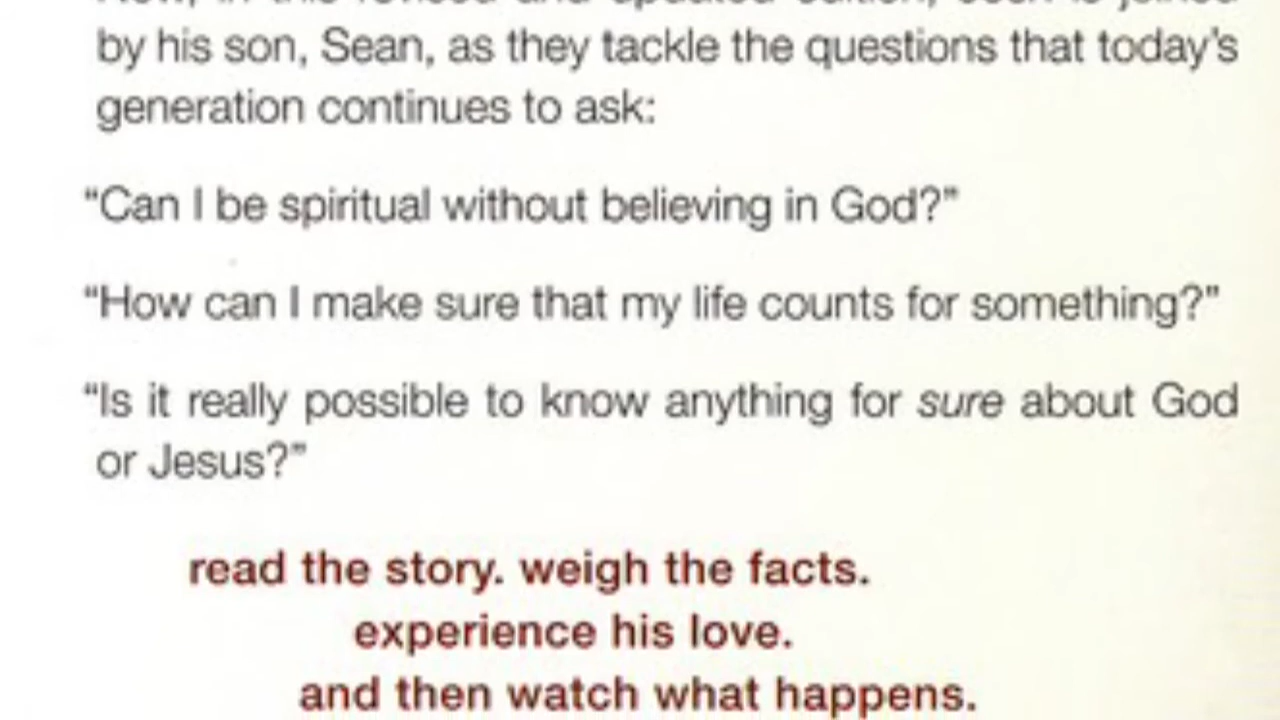 by his son, Sean, as they tackle the questions that today's
generation continues to ask:
“Can I be spiritual without believing in God?”
“How can I make sure that my life counts for something?”
“Is it really possible to know anything for sure about God
or Jesus?”
read the story. weigh the facts.
experience his love.
and then watch what happens.